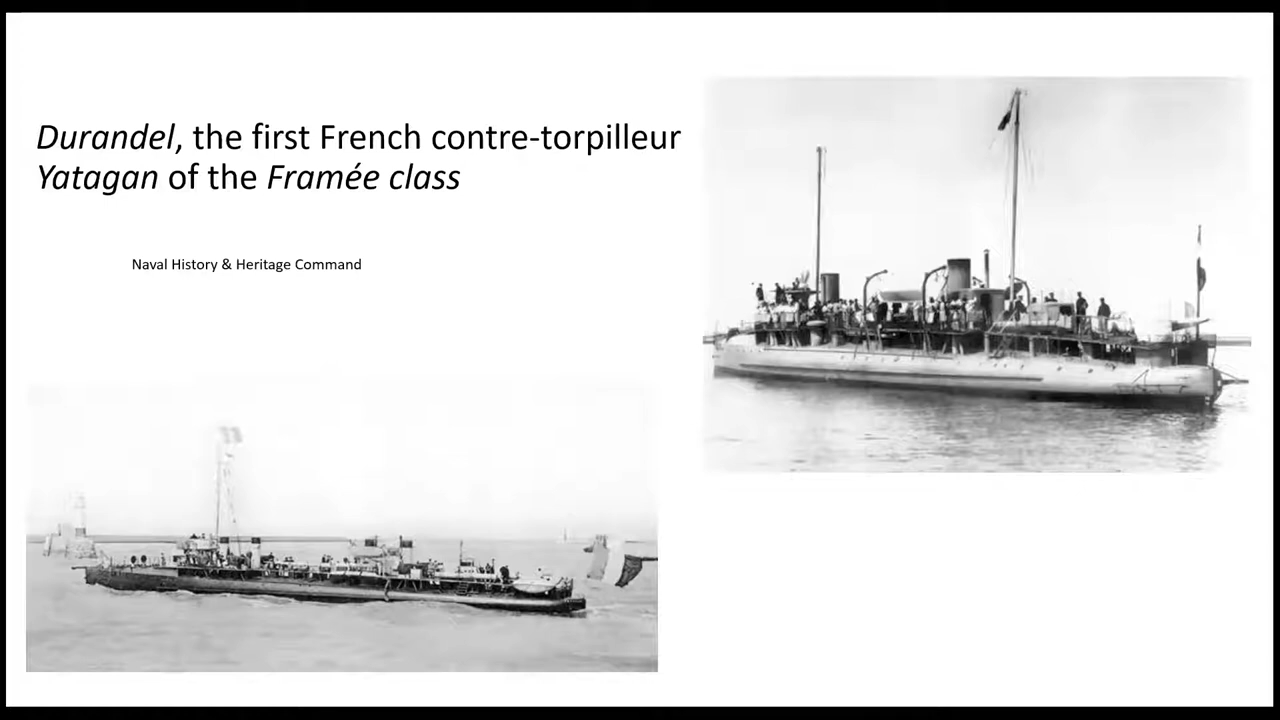 Durandel, the first French contre-torpilleur
Yatagan of the Framée class
Naval History & Heritage Command